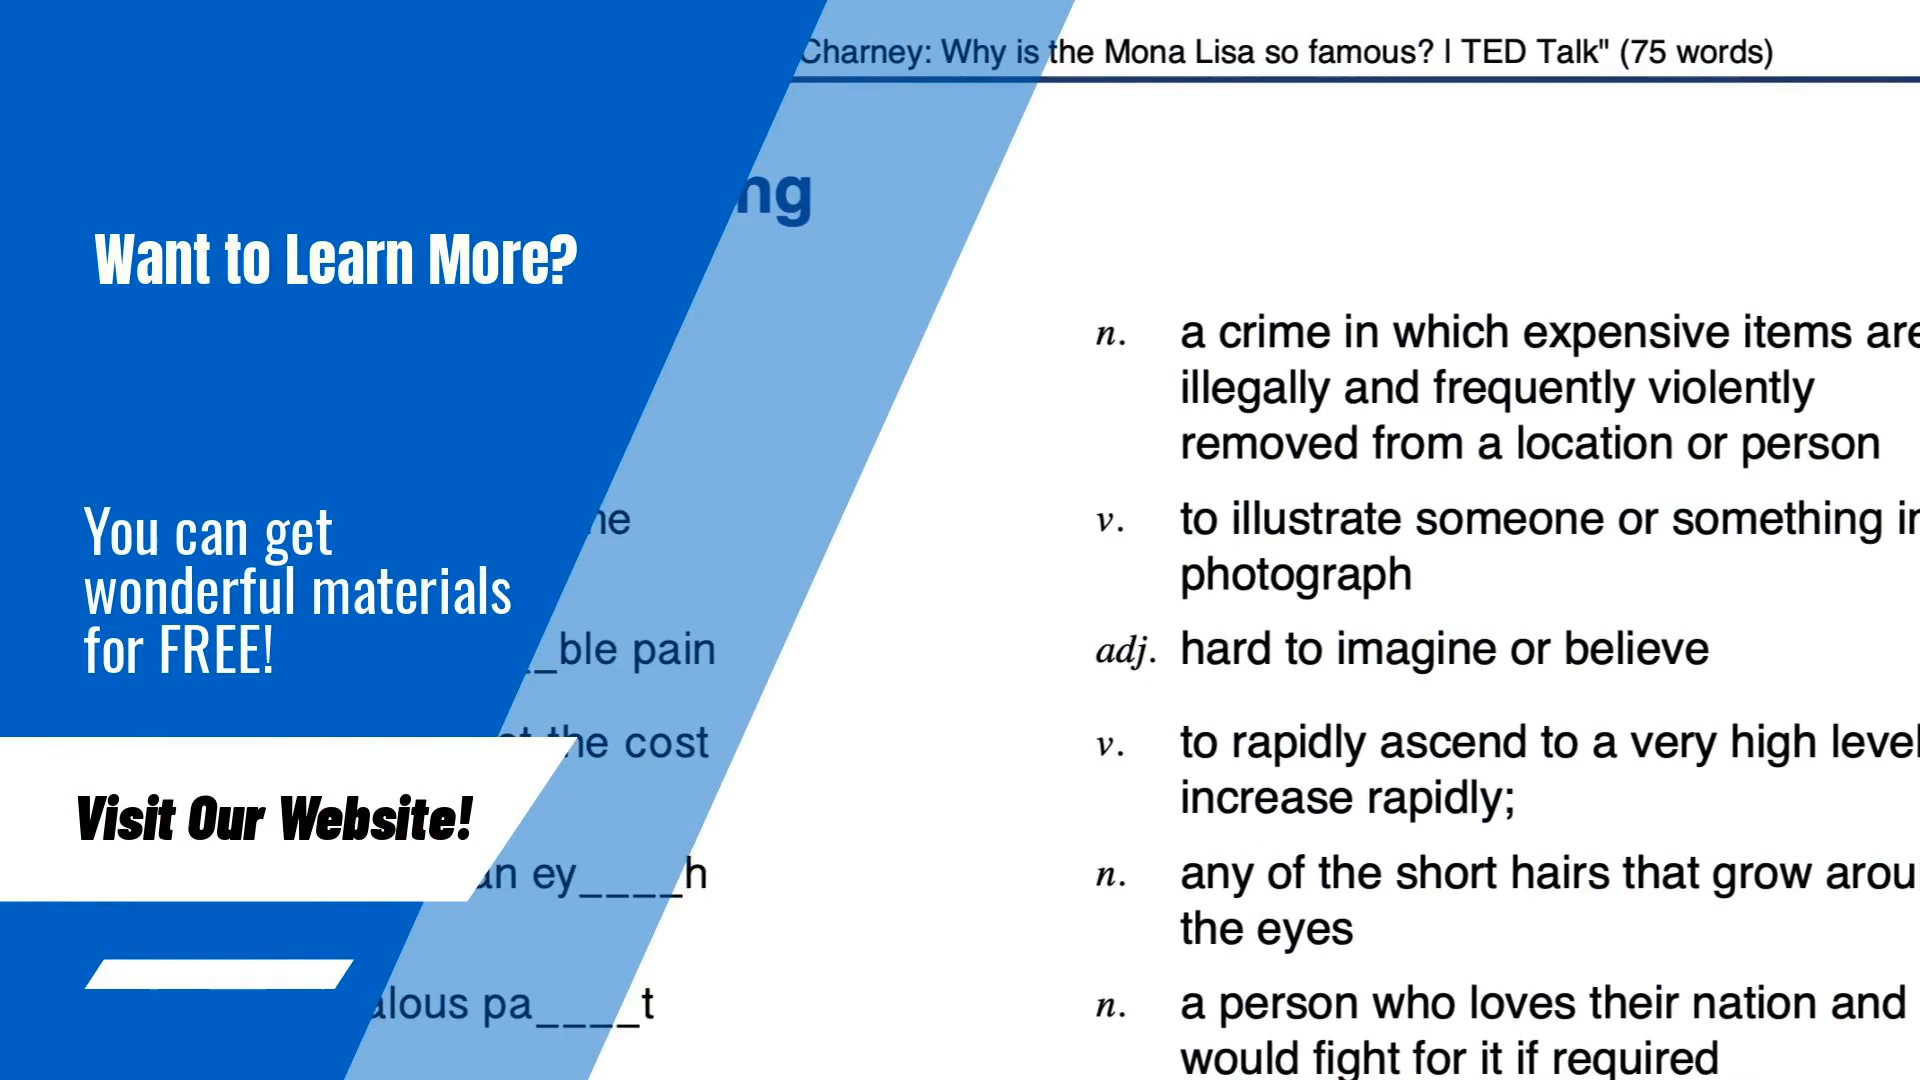 Charney: Why is the Mona Lisa so famous? | TED Talk" (75 words)
ng
Want to Learn More?
You can get
wonderful materials
for FREE!
Visit Our Website!
n. a crime in which expensive items are
illegally and frequently violently
removed from a location or person
v. to illustrate someone or something in
photograph
__ble pain adj. hard to imagine or believe
the cost v. to rapidly ascend to a very high level
increase rapidly;
an ey____h n. any of the short hairs that grow
the eyes
alous pa____t n. a person who loves their nation and
would fight for it if required